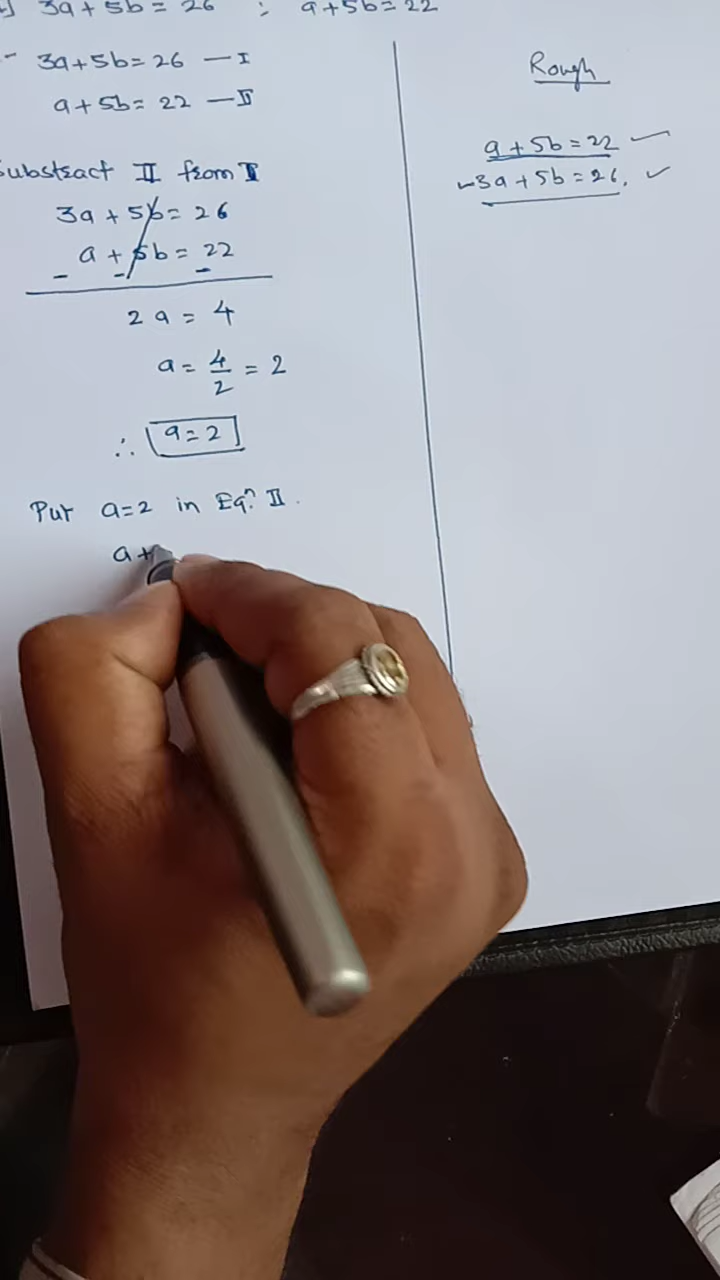 3a + 5b = 26 ; a + 5b = 22
3a + 5b = 26 — I
a + 5b = 22 — II
Substract II from I
3a + 5b = 26
a + 5b = 22
- - -
2a = 4
a = 4/2 = 2
∴ a = 2
Put a = 2 in Eqn. II.
a +
Rough
a + 5b = 22
3a + 5b = 26.